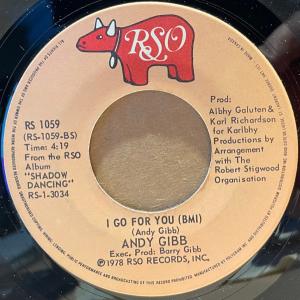 RSO
RS 1059
(RS-1059-BS)
Time: 4:19
From the RSO
Album
"SHADOW
DANCING"
RS-1-3034
Prod:
Albhy Galuten &
Karl Richardson
for Karlbhy
Productions by
Arrangement
with The
Robert Stigwood
Organisation
I GO FOR YOU (BMI)
(Andy Gibb)
ANDY GIBB
Exec. Prod: Barry Gibb
℗1978 RSO RECORDS, INC.